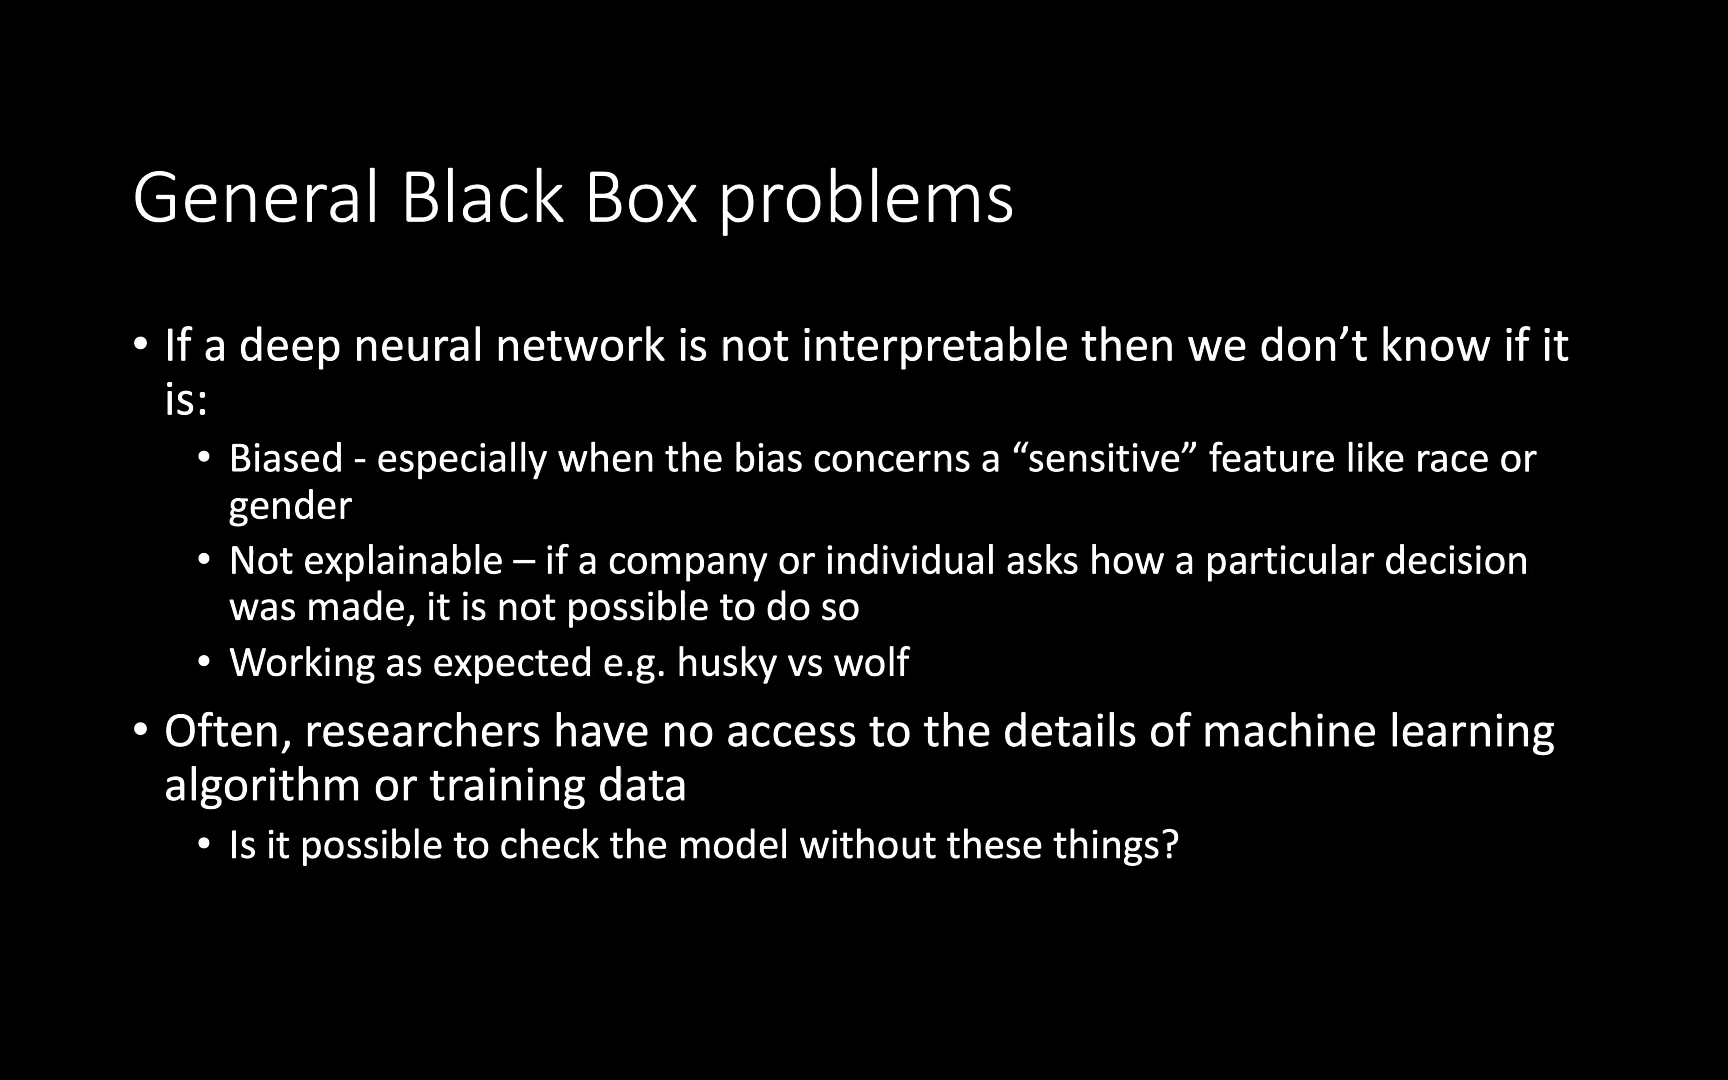 General Black Box problems
• If a deep neural network is not interpretable then we don’t know if it
is:
• Biased - especially when the bias concerns a “sensitive” feature like race or
gender
• Not explainable – if a company or individual asks how a particular decision
was made, it is not possible to do so
• Working as expected e.g. husky vs wolf
• Often, researchers have no access to the details of machine learning
algorithm or training data
• Is it possible to check the model without these things?